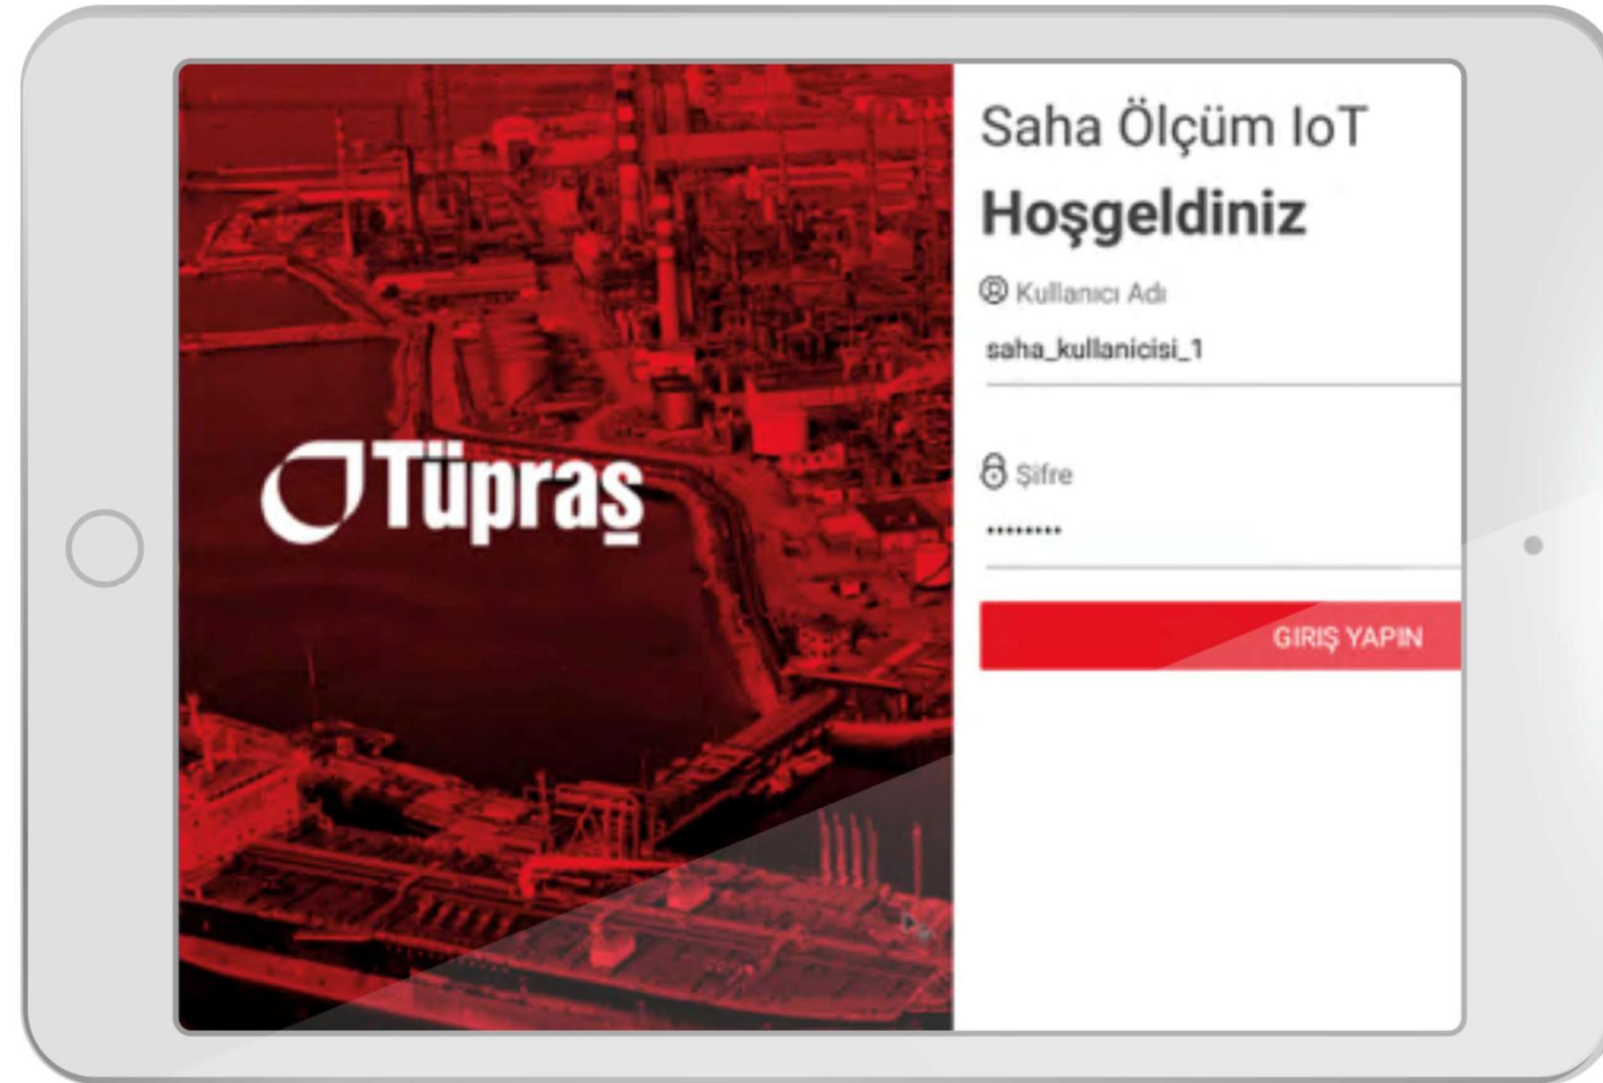 Tüpraş
Saha Ölçüm IoT
Hoşgeldiniz
Kullanıcı Adı
saha_kullanicisi_1
Şifre
••••••••
GIRIŞ YAPIN